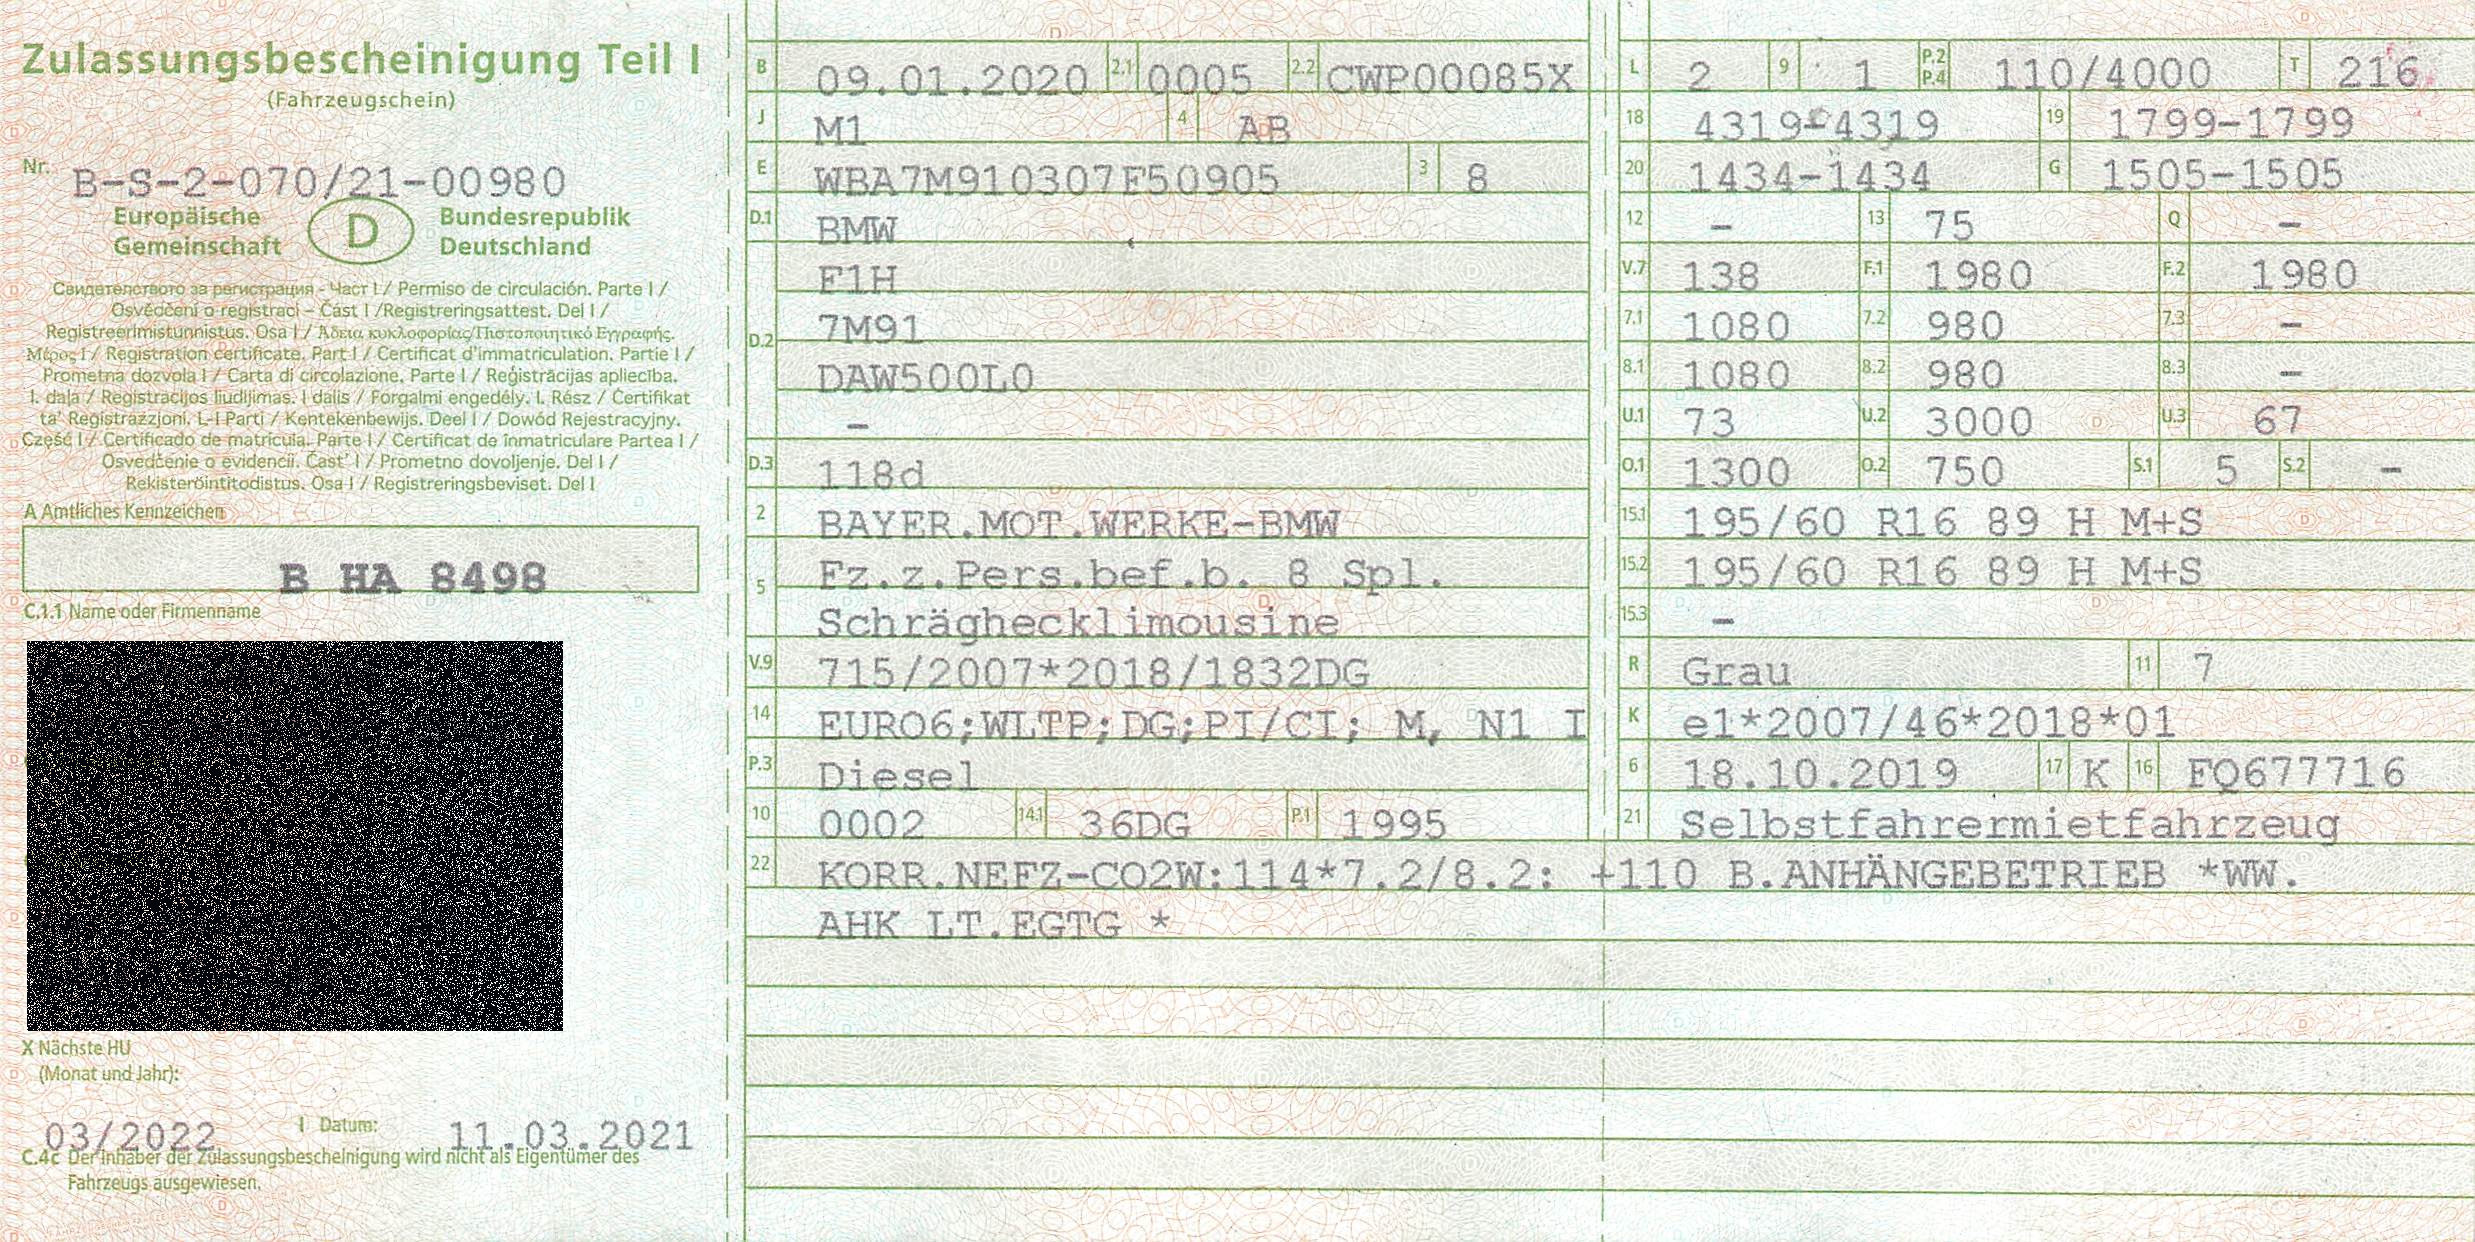 Zulassungsbescheinigung Teil I
(Fahrzeugschein)
Nr. B-S-2-070/21-00980
Europäische Gemeinschaft D Bundesrepublik Deutschland
Свидетелството за регистрация - Част I / Permiso de circulación. Parte I /
Osvědčení o registraci – Část I /Registreringsattest. Del I /
Registreerimistunnistus. Osa I / Άδεια κυκλοφορίας/Πιστοποιητικό Εγγραφής.
Μέρος I / Registration certificate. Part I / Certificat d'immatriculation. Partie I /
Prometna dozvola I / Carta di circolazione. Parte I / Reģistrācijas apliecība.
I. daļa / Registracijos liudijimas. I dalis / Forgalmi engedély. I. Rész / Ċertifikat
ta' Reġistrazzjoni. L-I Parti / Kentekenbewijs. Deel I / Dowód Rejestracyjny.
Część I / Certificado de matrícula. Parte I / Certificat de înmatriculare Partea I /
Osvedčenie o evidencii. Časť I / Prometno dovoljenje. Del I /
Rekisteröintitodistus. Osa I / Registreringsbeviset. Del I
A Amtliches Kennzeichen
B HA 8498
C.1.1 Name oder Firmenname
X Nächste HU
(Monat und Jahr):
03/2022 I Datum: 11.03.2021
C.4c Der Inhaber der Zulassungsbescheinigung wird nicht als Eigentümer des
Fahrzeugs ausgewiesen.
B 09.01.2020 2.1 0005 2.2 CWP00085X
J M1 4 AB
E WBA7M910307F50905 3 8
D.1 BMW
F1H
D.2 7M91
DAW500L0
–
D.3 118d
2 BAYER.MOT.WERKE-BMW
5 Fz.z.Pers.bef.b. 8 Spl.
Schräghecklimousine
V.9 715/2007*2018/1832DG
14 EURO6;WLTP;DG;PI/CI; M, N1 I
P.3 Diesel
10 0002 14.1 36DG P.1 1995
22 KORR.NEFZ-CO2W:114*7.2/8.2: +110 B.ANHÄNGEBETRIEB *WW.
AHK LT.EGTG *
L 2 9 1 P.2 P.4 110/4000 T 216
18 4319-4319 19 1799-1799
20 1434-1434 G 1505-1505
12 – 13 75 Q –
V.7 138 F.1 1980 F.2 1980
7.1 1080 7.2 980 7.3 –
8.1 1080 8.2 980 8.3 –
U.1 73 U.2 3000 U.3 67
O.1 1300 O.2 750 S.1 5 S.2 –
15.1 195/60 R16 89 H M+S
15.2 195/60 R16 89 H M+S
15.3 –
R Grau 11 7
K e1*2007/46*2018*01
6 18.10.2019 17 K 16 FQ677716
21 Selbstfahrermietfahrzeug